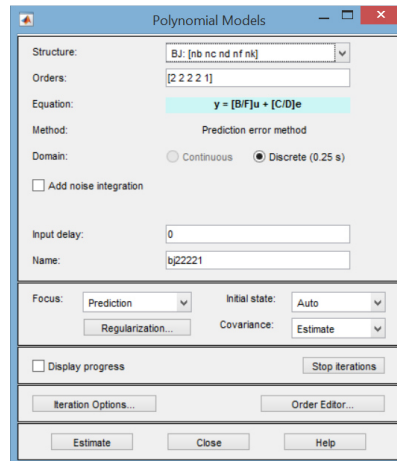 Polynomial Models
Structure: BJ: [nb nc nd nf nk]
Orders: [2 2 2 2 1]
Equation: y = [B/F]u + [C/D]e
Method: Prediction error method
Domain: Continuous Discrete (0.25 s)
Add noise integration
Input delay: 0
Name: bj22221
Focus: Prediction Initial state: Auto
Regularization... Covariance: Estimate
Display progress Stop iterations
Iteration Options... Order Editor...
Estimate Close Help